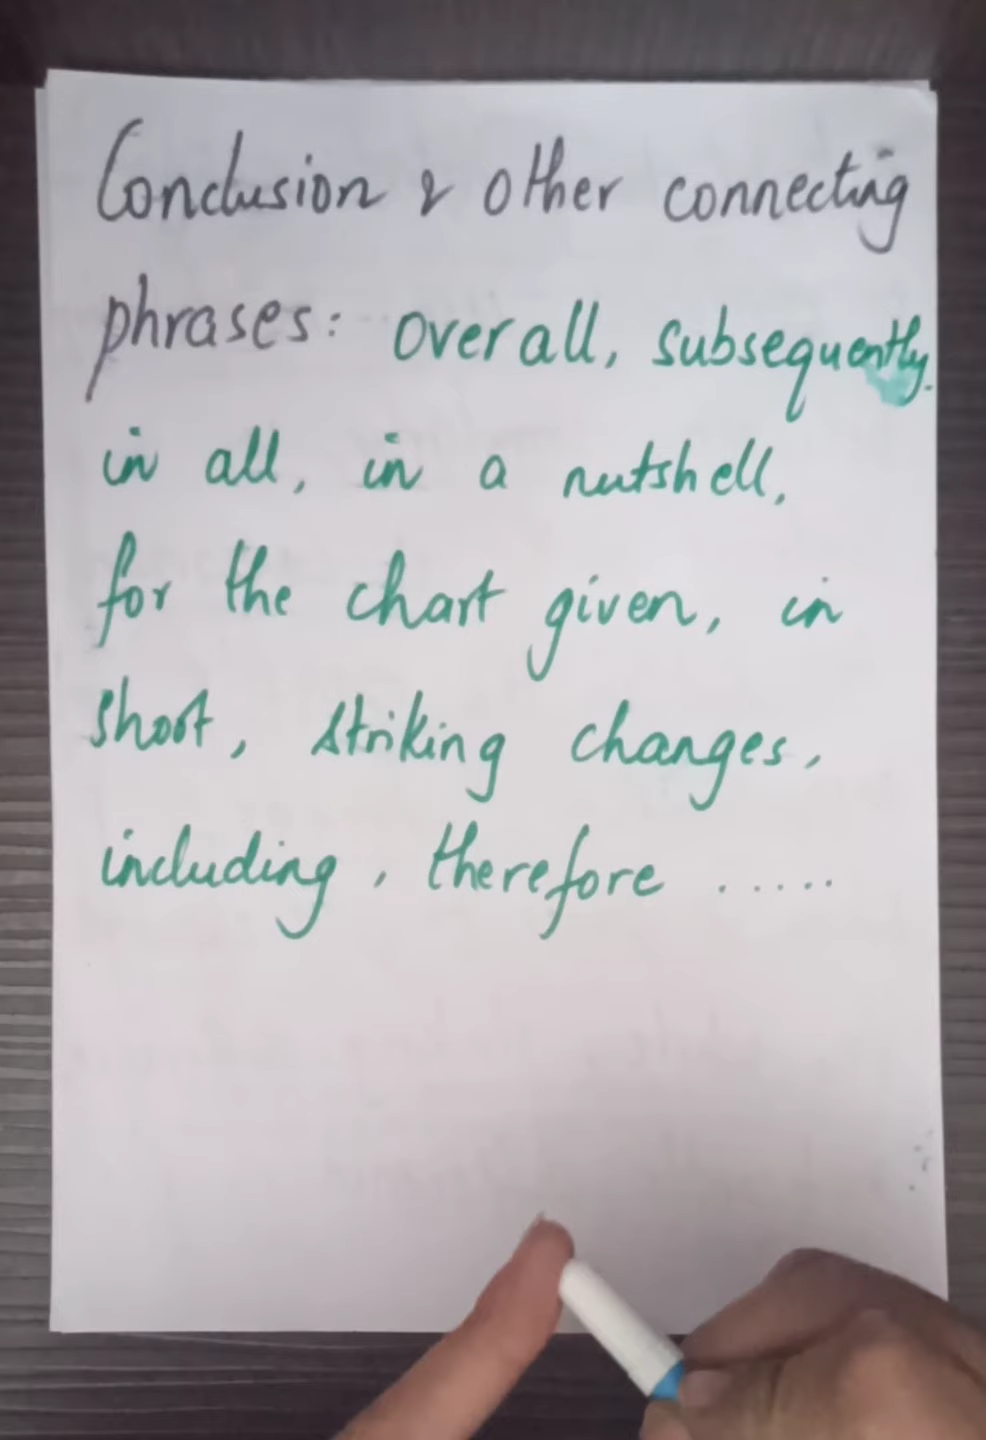 Conclusion & other connecting
phrases: overall, subsequently.
in all, in a nutshell,
for the chart given, in
short, striking changes,
including, therefore .....